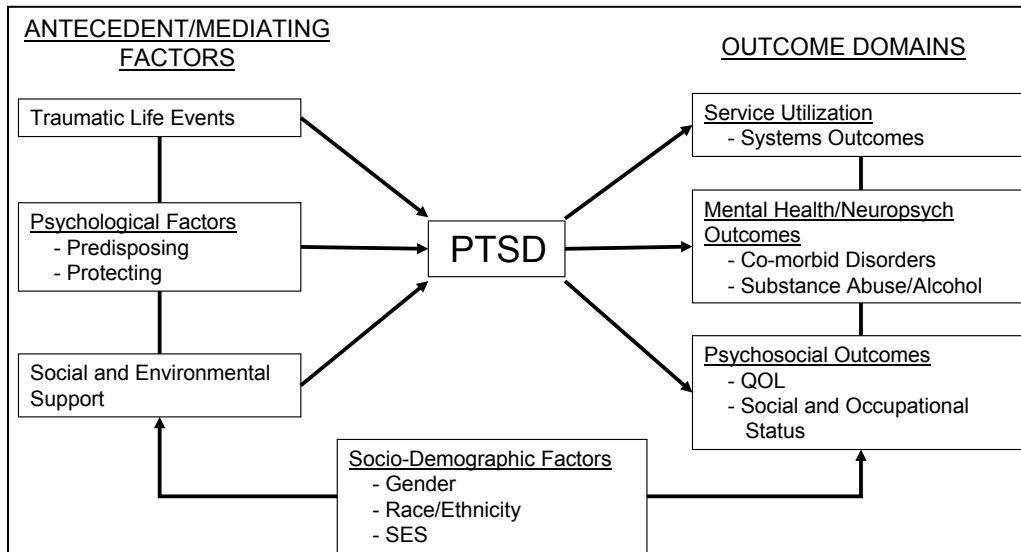 ANTECEDENT/MEDIATING
FACTORS
Traumatic Life Events
Psychological Factors
- Predisposing
- Protecting
Social and Environmental
Support
PTSD
OUTCOME DOMAINS
Service Utilization
- Systems Outcomes
Mental Health/Neuropsych
Outcomes
- Co-morbid Disorders
- Substance Abuse/Alcohol
Psychosocial Outcomes
- QOL
- Social and Occupational
Status
Socio-Demographic Factors
- Gender
- Race/Ethnicity
- SES